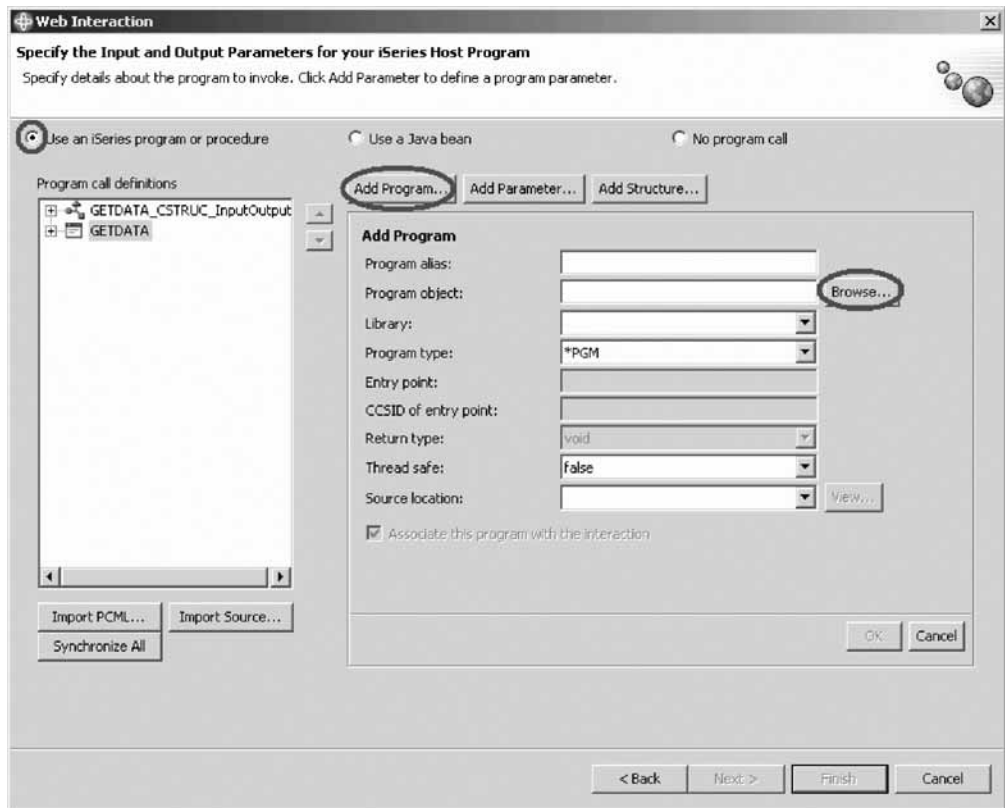 Web Interaction
Specify the Input and Output Parameters for your iSeries Host Program
Specify details about the program to invoke. Click Add Parameter to define a program parameter.
Use an iSeries program or procedure
Use a Java bean
No program call
Program call definitions
Add Program...
Add Parameter...
Add Structure...
GETDATA_CSTRUC_InputOutput
GETDATA
Add Program
Program alias:
Program object:
Browse...
Library:
Program type:
*PGM
Entry point:
CCSID of entry point:
Return type:
void
Thread safe:
false
Source location:
View...
Associate this program with the interaction
Import PCML...
Import Source...
Synchronize All
OK
Cancel
< Back
Next >
Finish
Cancel